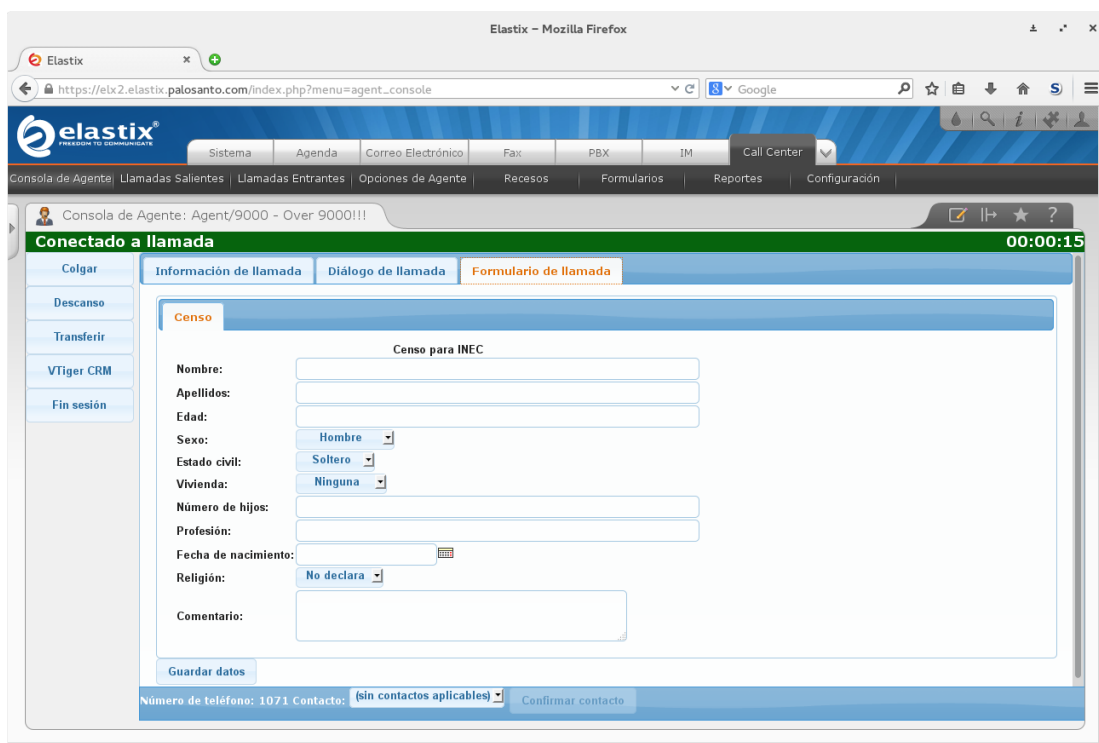 Elastix - Mozilla Firefox
Elastix
https://elx2.elastix.palosanto.com/index.php?menu=agent_console
Google
elastix®
FREEDOM TO COMMUNICATE
Sistema Agenda Correo Electrónico Fax PBX IM Call Center
Consola de Agente Llamadas Salientes Llamadas Entrantes Opciones de Agente Recesos Formularios Reportes Configuración
Consola de Agente: Agent/9000 - Over 9000!!!
Conectado a llamada 00:00:15
Colgar
Descanso
Transferir
VTiger CRM
Fin sesión
Información de llamada Diálogo de llamada Formulario de llamada
Censo
Censo para INEC
Nombre:
Apellidos:
Edad:
Sexo: Hombre
Estado civil: Soltero
Vivienda: Ninguna
Número de hijos:
Profesión:
Fecha de nacimiento:
Religión: No declara
Comentario:
Guardar datos
Número de teléfono: 1071 Contacto: (sin contactos aplicables) Confirmar contacto